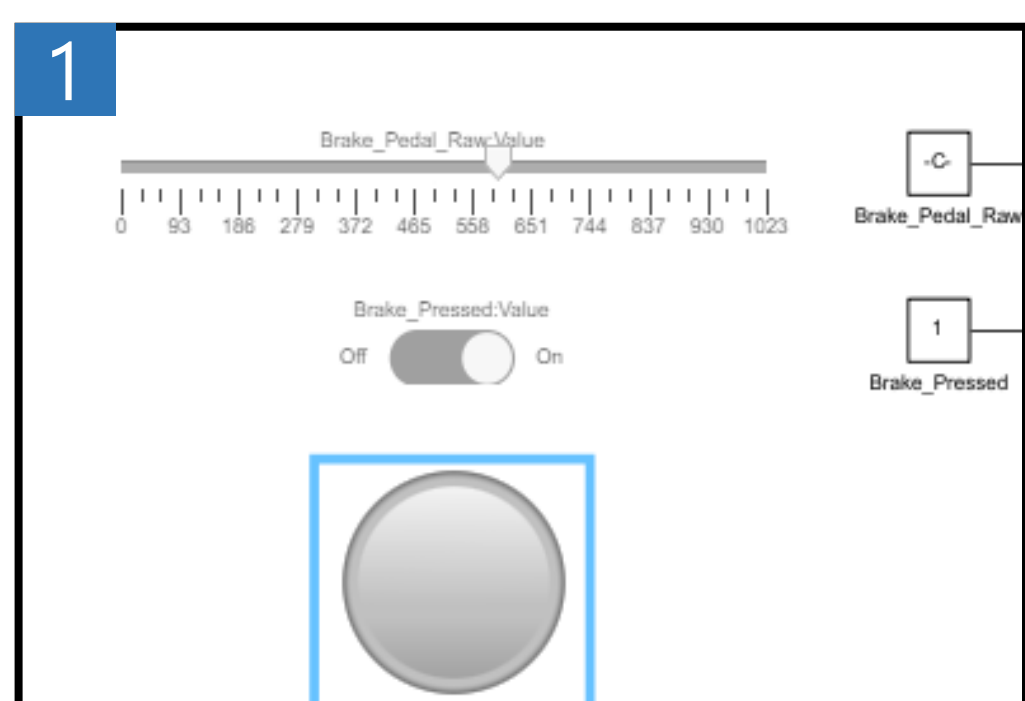 1
Brake_Pedal_Raw:Value
0 93 186 279 372 465 558 651 744 837 930 1023
-C-
Brake_Pedal_Raw
Brake_Pressed:Value
Off On
1
Brake_Pressed